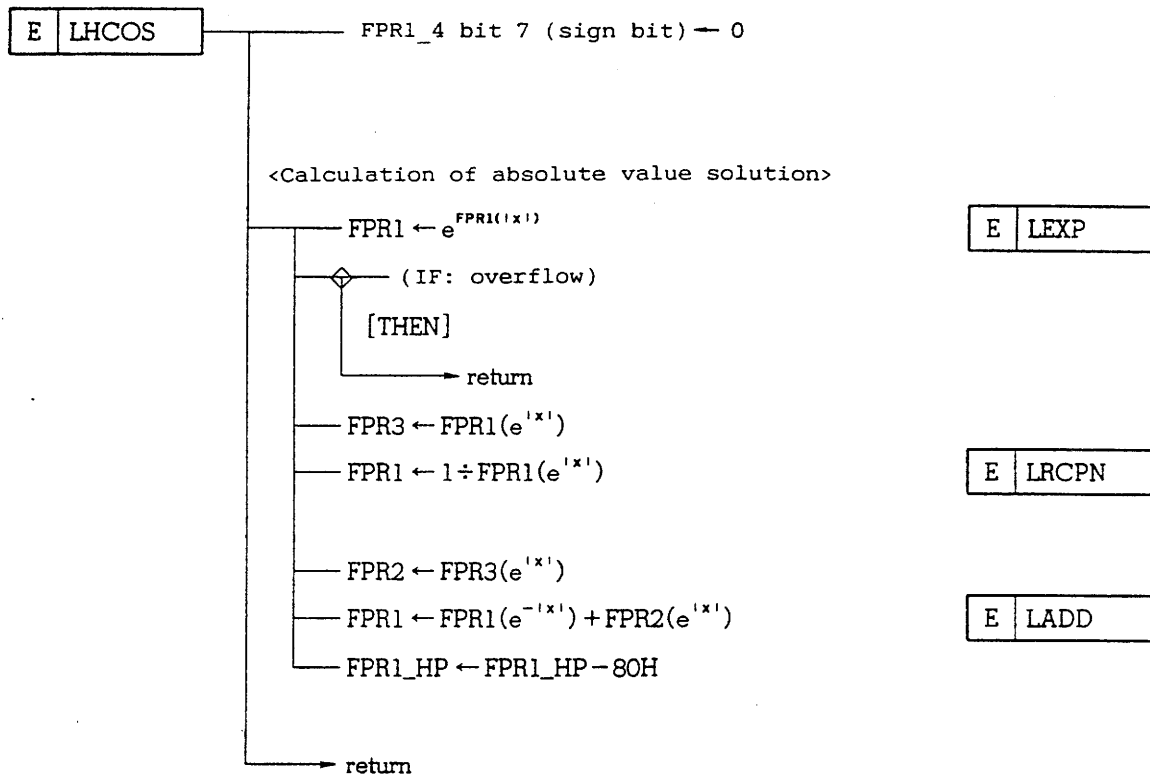 E LHCOS FPR1_4 bit 7 (sign bit) ← 0
<Calculation of absolute value solution>
FPR1 ← e^FPR1(|x|) E LEXP
(IF: overflow)
[THEN]
return
FPR3 ← FPR1(e^|x|)
FPR1 ← 1÷FPR1(e^|x|) E LRCPN
FPR2 ← FPR3(e^|x|)
FPR1 ← FPR1(e^-|x|)+FPR2(e^|x|) E LADD
FPR1_HP ← FPR1_HP-80H
return